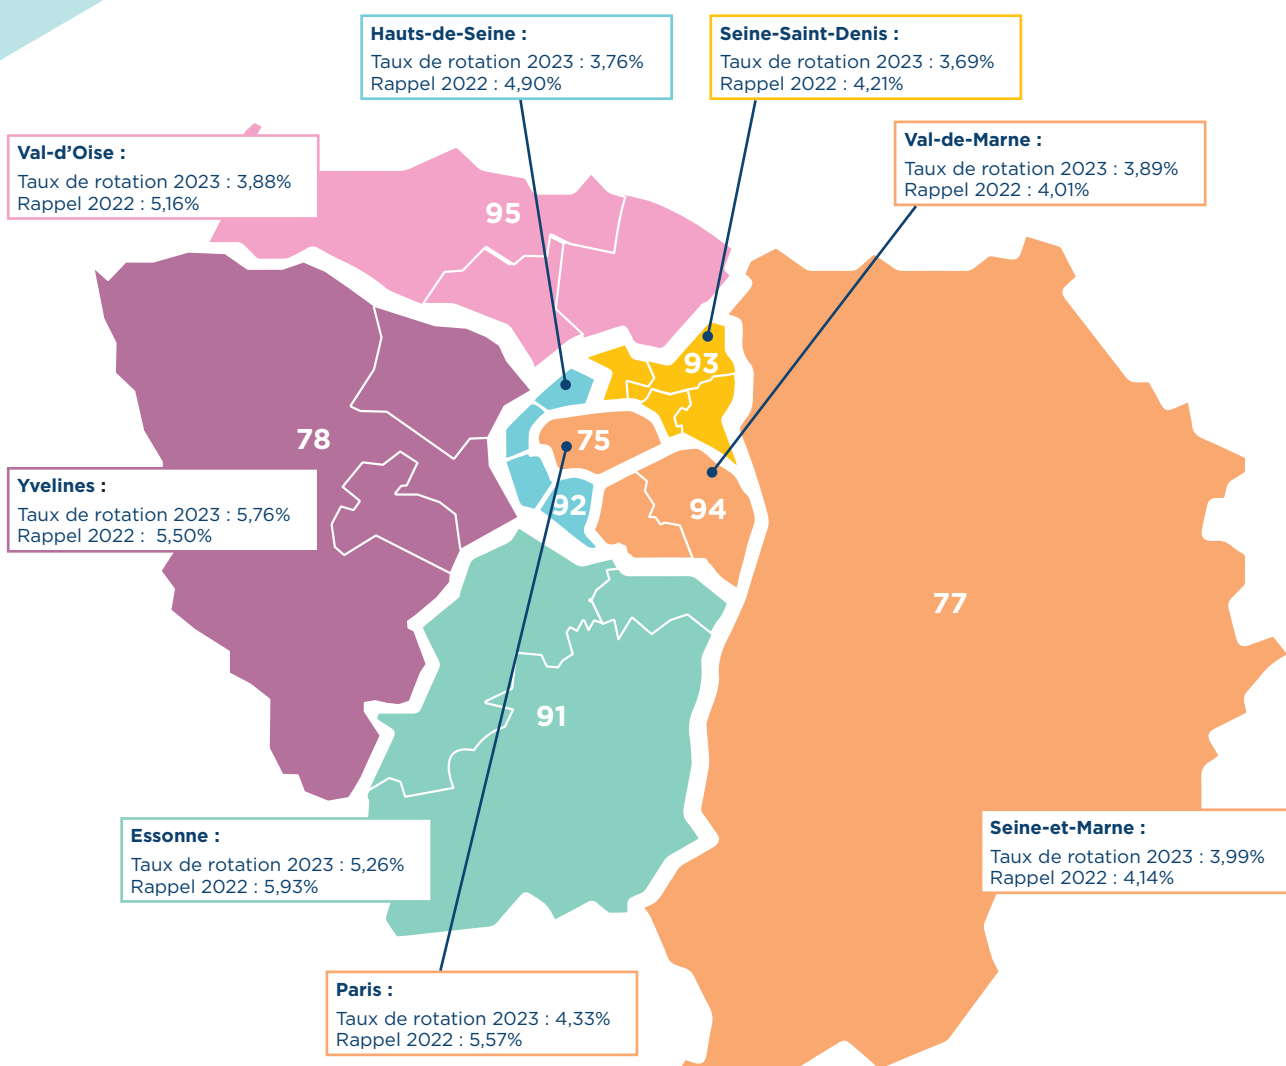 Hauts-de-Seine :
Taux de rotation 2023 : 3,76%
Rappel 2022 : 4,90%
Seine-Saint-Denis :
Taux de rotation 2023 : 3,69%
Rappel 2022 : 4,21%
Val-de-Marne :
Taux de rotation 2023 : 3,89%
Rappel 2022 : 4,01%
Val-d'Oise :
Taux de rotation 2023 : 3,88%
Rappel 2022 : 5,16%
95
93
75
78
92
94
Yvelines :
Taux de rotation 2023 : 5,76%
Rappel 2022 : 5,50%
77
91
Essonne :
Taux de rotation 2023 : 5,26%
Rappel 2022 : 5,93%
Seine-et-Marne :
Taux de rotation 2023 : 3,99%
Rappel 2022 : 4,14%
Paris :
Taux de rotation 2023 : 4,33%
Rappel 2022 : 5,57%